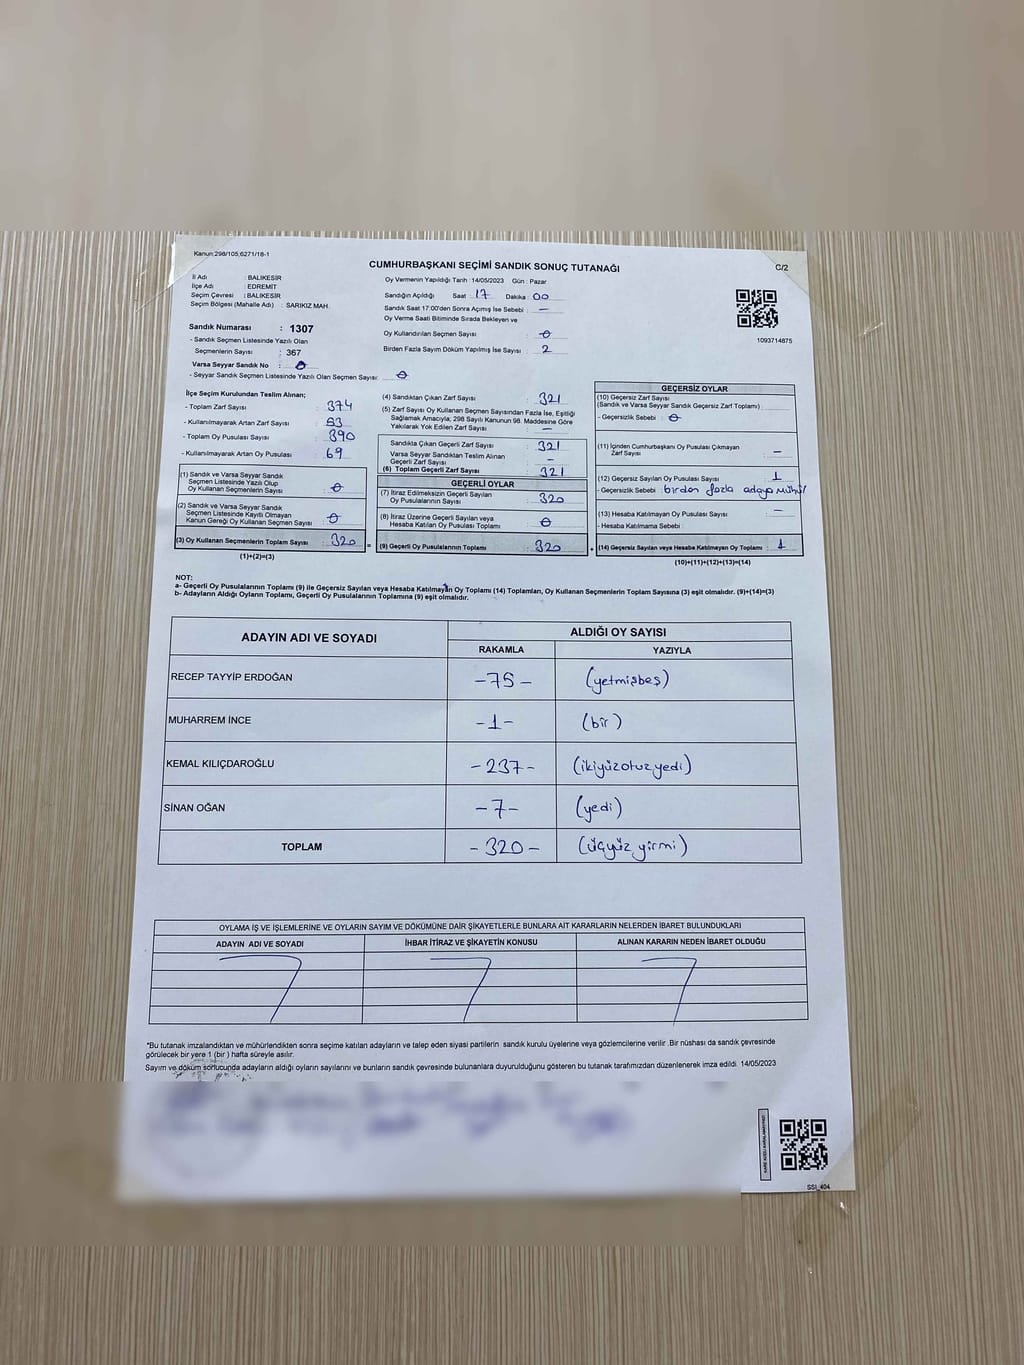 Kanun:298/105;6271/18-1
CUMHURBAŞKANI SEÇİMİ SANDIK SONUÇ TUTANAĞI
C/2
İl Adı : BALIKESİR
İlçe Adı : EDREMİT
Seçim Çevresi : BALIKESİR
Seçim Bölgesi (Mahalle Adı) : SARIKIZ MAH.
Sandık Numarası : 1307
- Sandık Seçmen Listesinde Yazılı Olan
Seçmenlerin Sayısı : 367
Varsa Seyyar Sandık No : 0
- Seyyar Sandık Seçmen Listesinde Yazılı Olan Seçmen Sayısı: 0
Oy Vermenin Yapıldığı Tarih : 14/05/2023 Gün : Pazar
Sandığın Açıldığı Saat : 17 Dakika : 00
Sandık Saat 17:00'den Sonra Açılmış İse Sebebi : -
Oy Verme Saati Bitiminde Sırada Bekleyen ve
Oy Kullandırılan Seçmen Sayısı : 0
Birden Fazla Sayım Döküm Yapılmış İse Sayısı : 2
1093714875
İlçe Seçim Kurulundan Teslim Alınan;
- Toplam Zarf Sayısı : 374
- Kullanılmayarak Artan Zarf Sayısı : 53
- Toplam Oy Pusulası Sayısı : 390
- Kullanılmayarak Artan Oy Pusulası : 69
(1) Sandık ve Varsa Seyyar Sandık
Seçmen Listesinde Yazılı Olup
Oy Kullanan Seçmenlerin Sayısı : 0
(2) Sandık ve Varsa Seyyar Sandık
Seçmen Listesinde Kayıtlı Olmayan
Kanun Gereği Oy Kullanan Seçmen Sayısı : 0
(3) Oy Kullanan Seçmenlerin Toplam Sayısı : 320
(1)+(2)=(3)
(4) Sandıktan Çıkan Zarf Sayısı : 321
(5) Zarf Sayısı Oy Kullanan Seçmen Sayısından Fazla İse, Eşitliği
Sağlamak Amacıyla; 298 Sayılı Kanunun 98. Maddesine Göre
Yakılarak Yok Edilen Zarf Sayısı : -
Sandıkta Çıkan Geçerli Zarf Sayısı : 321
Varsa Seyyar Sandıktan Teslim Alınan
Geçerli Zarf Sayısı : -
(6) Toplam Geçerli Zarf Sayısı : 321
GEÇERLİ OYLAR
(7) İtiraz Edilmeksizin Geçerli Sayılan
Oy Pusulalarının Sayısı : 320
(8) İtiraz Üzerine Geçerli Sayılan veya
Hesaba Katılan Oy Pusulası Toplamı : 0
= (9) Geçerli Oy Pusulalarının Toplamı : 320
GEÇERSİZ OYLAR
(10) Geçersiz Zarf Sayısı
(Sandık ve Varsa Seyyar Sandık Geçersiz Zarf Toplamı) :
- Geçersizlik Sebebi : 0
(11) İçinden Cumhurbaşkanı Oy Pusulası Çıkmayan
Zarf Sayısı : -
(12) Geçersiz Sayılan Oy Pusulası Sayısı : 1
- Geçersizlik Sebebi : birden fazla adaya mühür
(13) Hesaba Katılmayan Oy Pusulası Sayısı : -
- Hesaba Katılmama Sebebi :
+ (14) Geçersiz Sayılan veya Hesaba Katılmayan Oy Toplamı : 1
(10)+(11)+(12)+(13)=(14)
NOT:
a- Geçerli Oy Pusulalarının Toplamı (9) ile Geçersiz Sayılan veya Hesaba Katılmayan Oy Toplamı (14) Toplamları, Oy Kullanan Seçmenlerin Toplam Sayısına (3) eşit olmalıdır. (9)+(14)=(3)
b- Adayların Aldığı Oyların Toplamı, Geçerli Oy Pusulalarının Toplamına (9) eşit olmalıdır.
ADAYIN ADI VE SOYADI ALDIĞI OY SAYISI
RAKAMLA YAZIYLA
RECEP TAYYİP ERDOĞAN -75- (yetmişbeş)
MUHARREM İNCE -1- (bir)
KEMAL KILIÇDAROĞLU -237- (ikiyüzotuzyedi)
SİNAN OĞAN -7- (yedi)
TOPLAM -320- (üçyüz yirmi)
OYLAMA İŞ VE İŞLEMLERİNE VE OYLARIN SAYIM VE DÖKÜMÜNE DAİR ŞİKAYETLERLE BUNLARA AİT KARARLARIN NELERDEN İBARET BULUNDUKLARI
ADAYIN ADI VE SOYADI İHBAR İTİRAZ VE ŞİKAYETİN KONUSU ALINAN KARARIN NEDEN İBARET OLDUĞU
*Bu tutanak imzalandıktan ve mühürlendikten sonra seçime katılan adayların ve talep eden siyasi partilerin sandık kurulu üyelerine veya gözlemcilerine verilir .Bir nüshası da sandık çevresinde
görülecek bir yere 1 (bir ) hafta süreyle asılır.
Sayım ve döküm sonucunda adayların aldığı oyların sayılarını ve bunların sandık çevresinde bulunanlara duyurulduğunu gösteren bu tutanak tarafımızdan düzenlenerek imza edildi. 14/05/2023
SSI_404